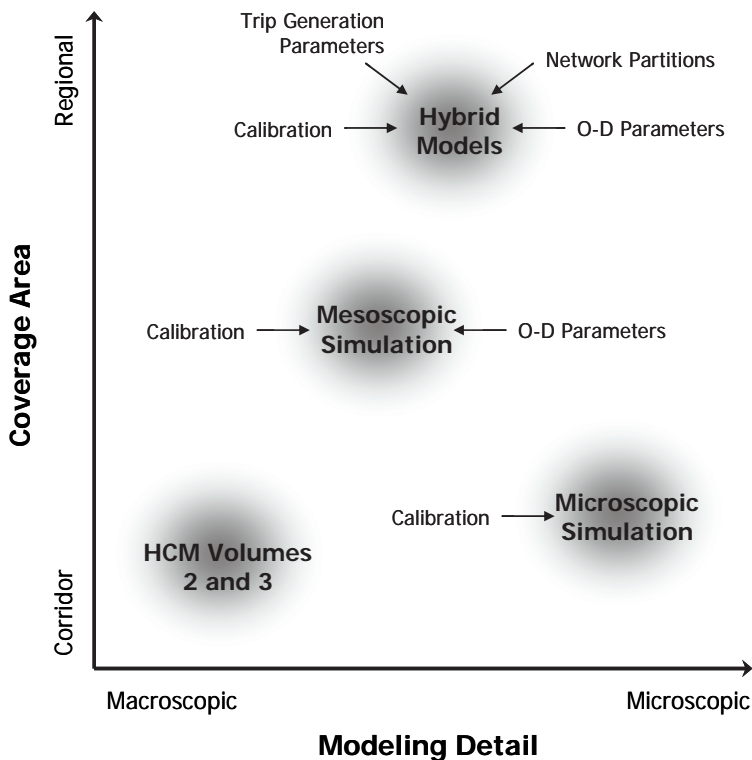 Trip Generation
Parameters
Network Partitions
Regional
Hybrid
Models
Calibration
O-D Parameters
Coverage Area
Mesoscopic
Simulation
Calibration
O-D Parameters
Microscopic
Simulation
Calibration
HCM Volumes
2 and 3
Corridor
Macroscopic
Microscopic
Modeling Detail